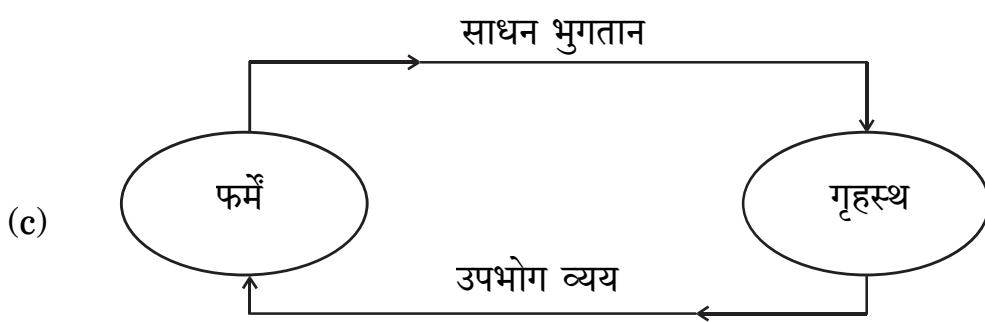 साधन भुगतान
फर्में
गृहस्थ
(c)
उपभोग व्यय